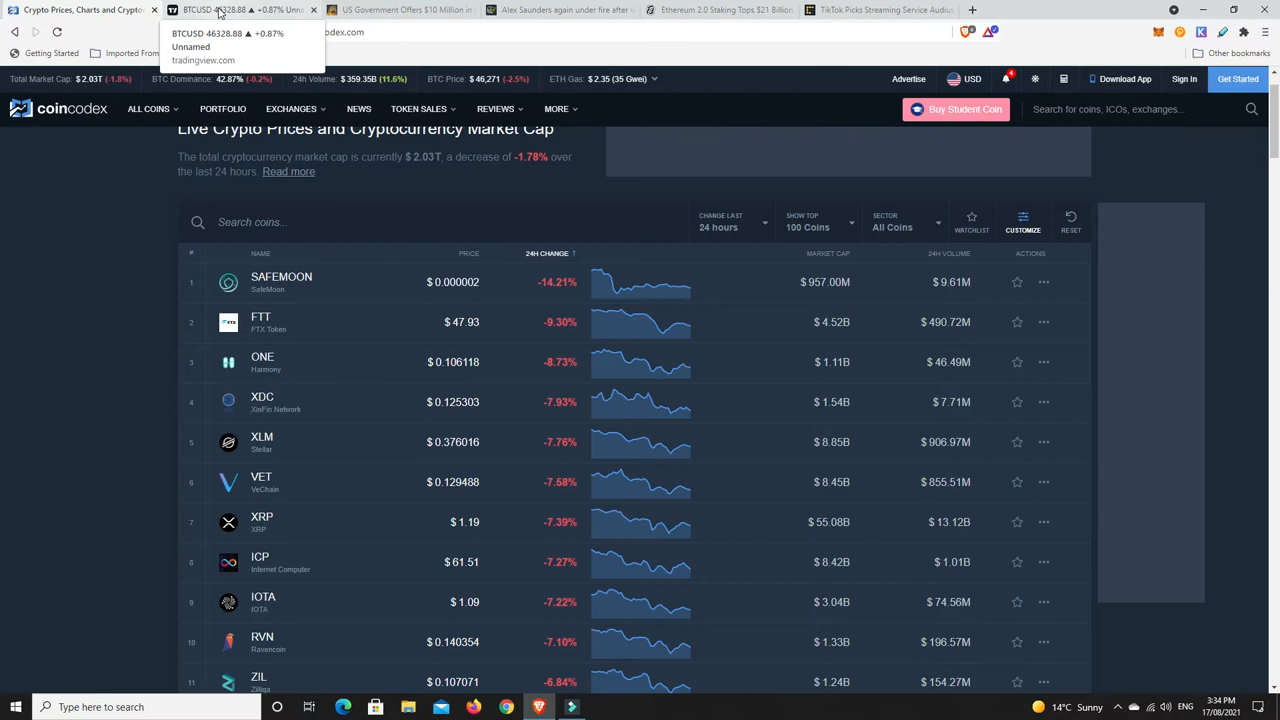 Crypto Prices, Charts and Cryptoc
BTCUSD 46328.88 ▲ +0.87% Unn
US Government Offers $10 Million in
Alex Saunders again under fire after
Ethereum 2.0 Staking Tops $21 Billion
TikTok Picks Streaming Service Audius
BTCUSD 46328.88 ▲ +0.87%
Unnamed
tradingview.com
dex.com
Getting Started
Imported From
Other bookmarks
Total Market Cap: $ 2.03T (-1.8%)
BTC Dominance: 42.87% (-0.2%)
24h Volume: $ 359.35B (11.6%)
BTC Price: $ 46,271 (-2.5%)
ETH Gas: $ 2.35 (35 Gwei)
Advertise
USD
4
Download App
Sign In
Get Started
coincodex
ALL COINS
PORTFOLIO
EXCHANGES
NEWS
TOKEN SALES
REVIEWS
MORE
Buy Student Coin
Search for coins, ICOs, exchanges...
Live Crypto Prices and Cryptocurrency Market Cap
The total cryptocurrency market cap is currently $ 2.03T, a decrease of -1.78% over
the last 24 hours. Read more
Search coins...
CHANGE LAST
24 hours
SHOW TOP
100 Coins
SECTOR
All Coins
WATCHLIST
CUSTOMIZE
RESET
# NAME PRICE 24H CHANGE ↑ MARKET CAP 24H VOLUME ACTIONS
1 SAFEMOON $ 0.000002 -14.21% $ 957.00M $ 9.61M
SafeMoon
2 FTX FTT $ 47.93 -9.30% $ 4.52B $ 490.72M
FTX Token
3 ONE $ 0.106118 -8.73% $ 1.11B $ 46.49M
Harmony
4 XDC $ 0.125303 -7.93% $ 1.54B $ 7.71M
XinFin Network
5 XLM $ 0.376016 -7.76% $ 8.85B $ 906.97M
Stellar
6 VET $ 0.129488 -7.58% $ 8.45B $ 855.51M
VeChain
7 XRP $ 1.19 -7.39% $ 55.08B $ 13.12B
XRP
8 ICP $ 61.51 -7.27% $ 8.42B $ 1.01B
Internet Computer
9 IOTA $ 1.09 -7.22% $ 3.04B $ 74.56M
IOTA
10 RVN $ 0.140354 -7.10% $ 1.33B $ 196.57M
Ravencoin
11 ZIL $ 0.107071 -6.84% $ 1.24B $ 154.27M
Zilliqa
Type here to search
14°C Sunny
ENG
3:34 PM
17/08/2021